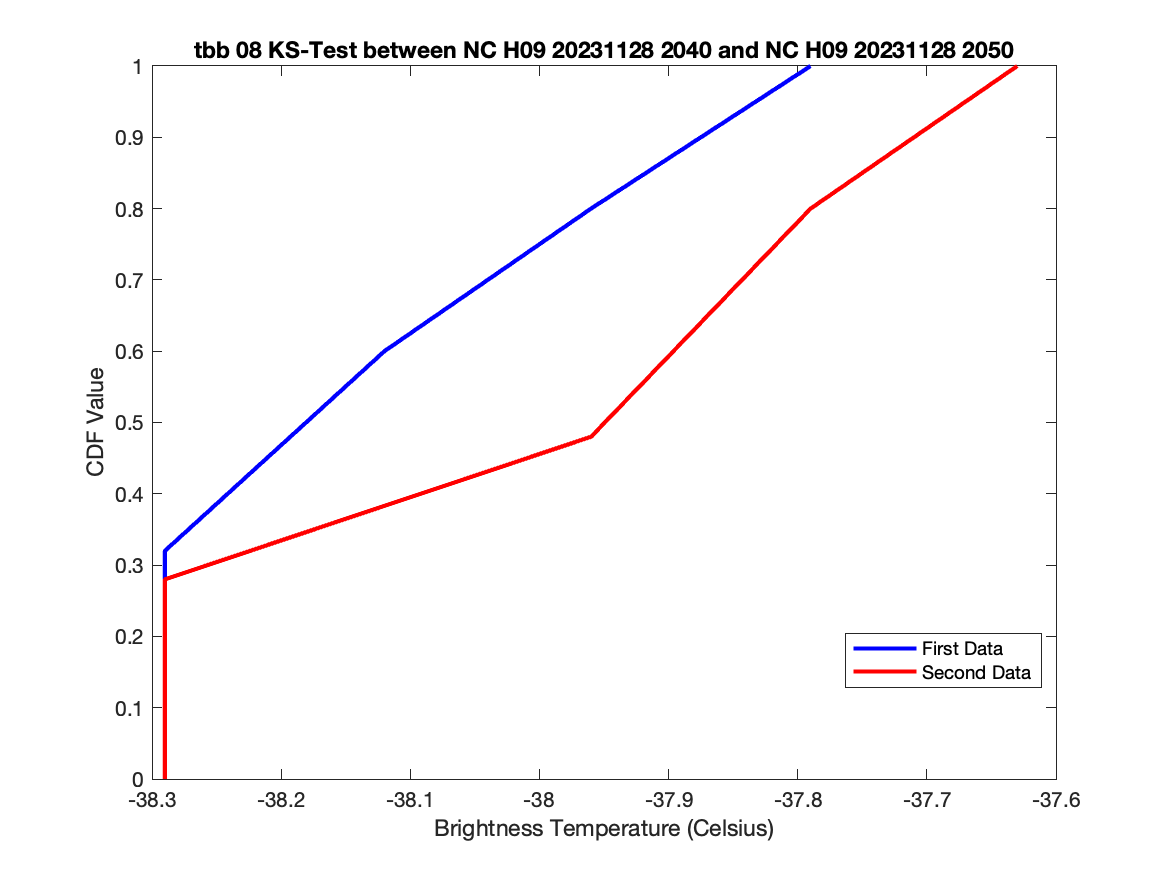 tbb 08 KS-Test between NC H09 20231128 2040 and NC H09 20231128 2050
1
0.9
0.8
0.7
0.6
0.5
0.4
0.3
0.2
0.1
0
CDF Value
First Data
Second Data
-38.3 -38.2 -38.1 -38 -37.9 -37.8 -37.7 -37.6
Brightness Temperature (Celsius)